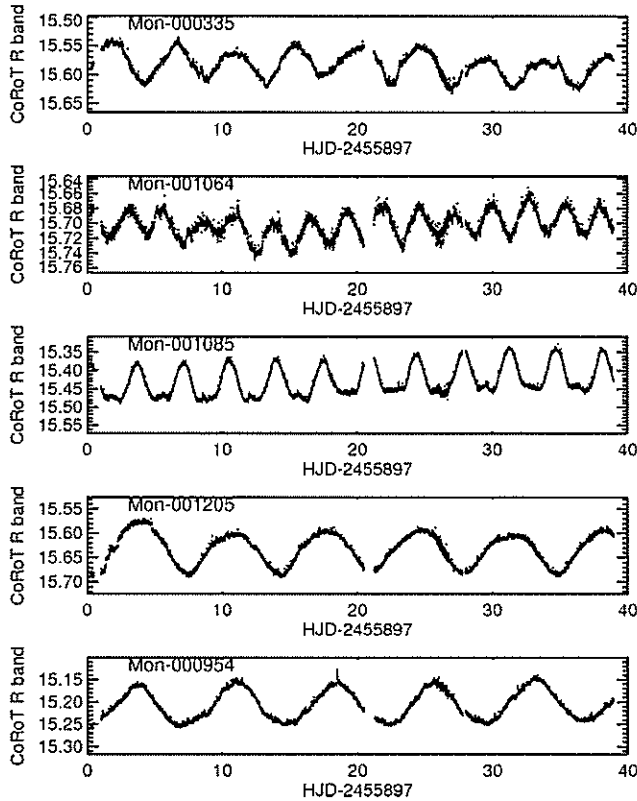 Mon-000335
CoRoT R band
15.50
15.55
15.60
15.65
0 10 20 30 40
HJD-2455897
Mon-001064
CoRoT R band
15.64
15.66
15.68
15.70
15.72
15.74
15.76
0 10 20 30 40
HJD-2455897
Mon-001085
CoRoT R band
15.35
15.40
15.45
15.50
15.55
0 10 20 30 40
HJD-2455897
Mon-001205
CoRoT R band
15.55
15.60
15.65
15.70
0 10 20 30 40
HJD-2455897
Mon-000954
CoRoT R band
15.15
15.20
15.25
15.30
0 10 20 30 40
HJD-2455897